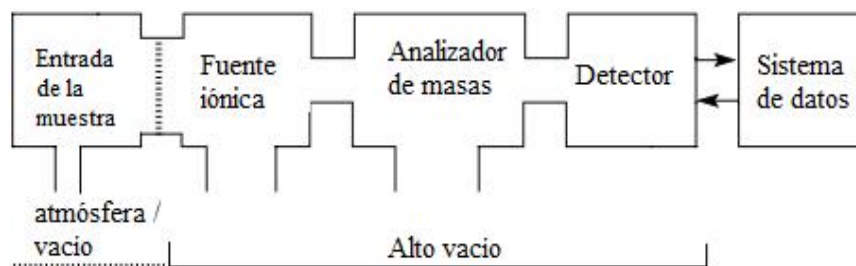 Entrada
de la
muestra
Fuente
iónica
Analizador
de masas
Detector
Sistema
de datos
atmósfera /
vacio
Alto vacio